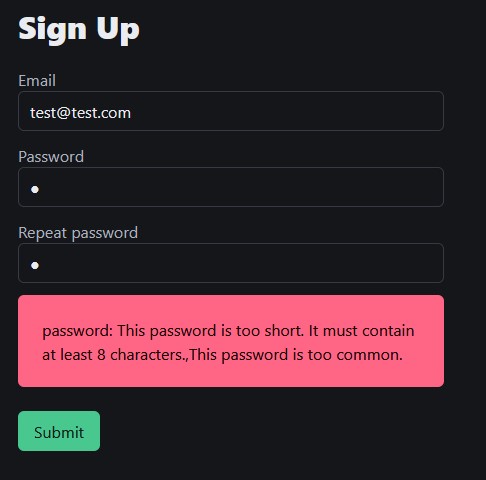 Sign Up
Email
test@test.com
Password
●
Repeat password
●
password: This password is too short. It must contain
at least 8 characters.,This password is too common.
Submit